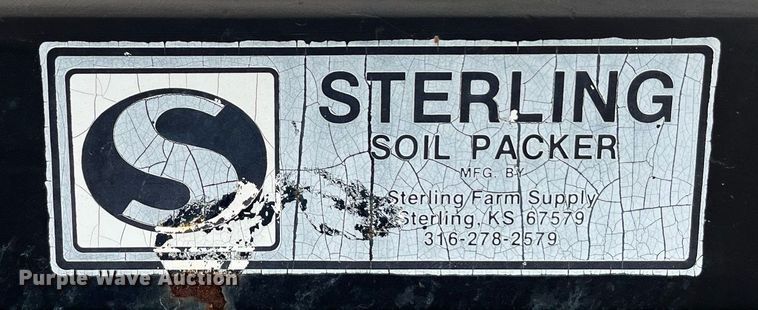 S
STERLING
SOIL PACKER
MFG. BY
Sterling Farm Supply
Sterling, KS 67579
316-278-2579
Purple Wave Auction